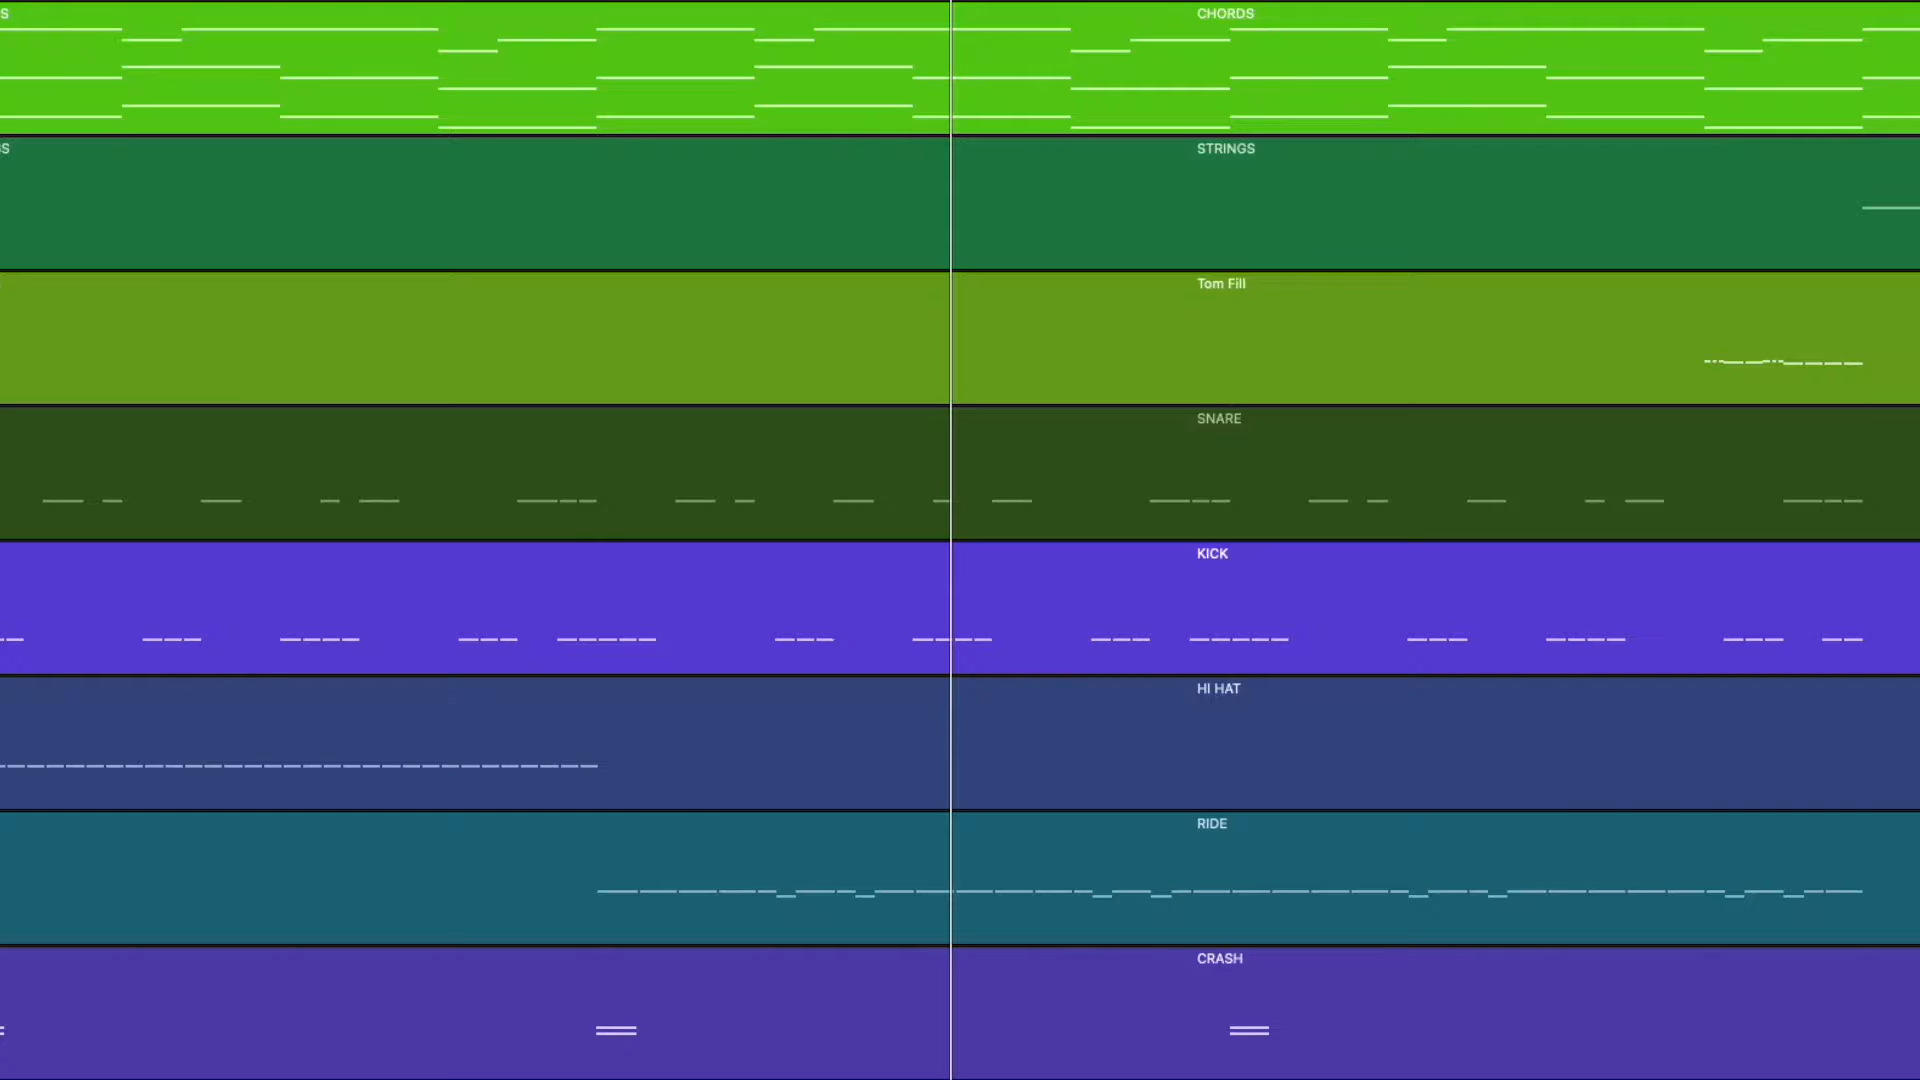 S
CHORDS
S
STRINGS
Tom Fill
SNARE
KICK
HI HAT
RIDE
CRASH